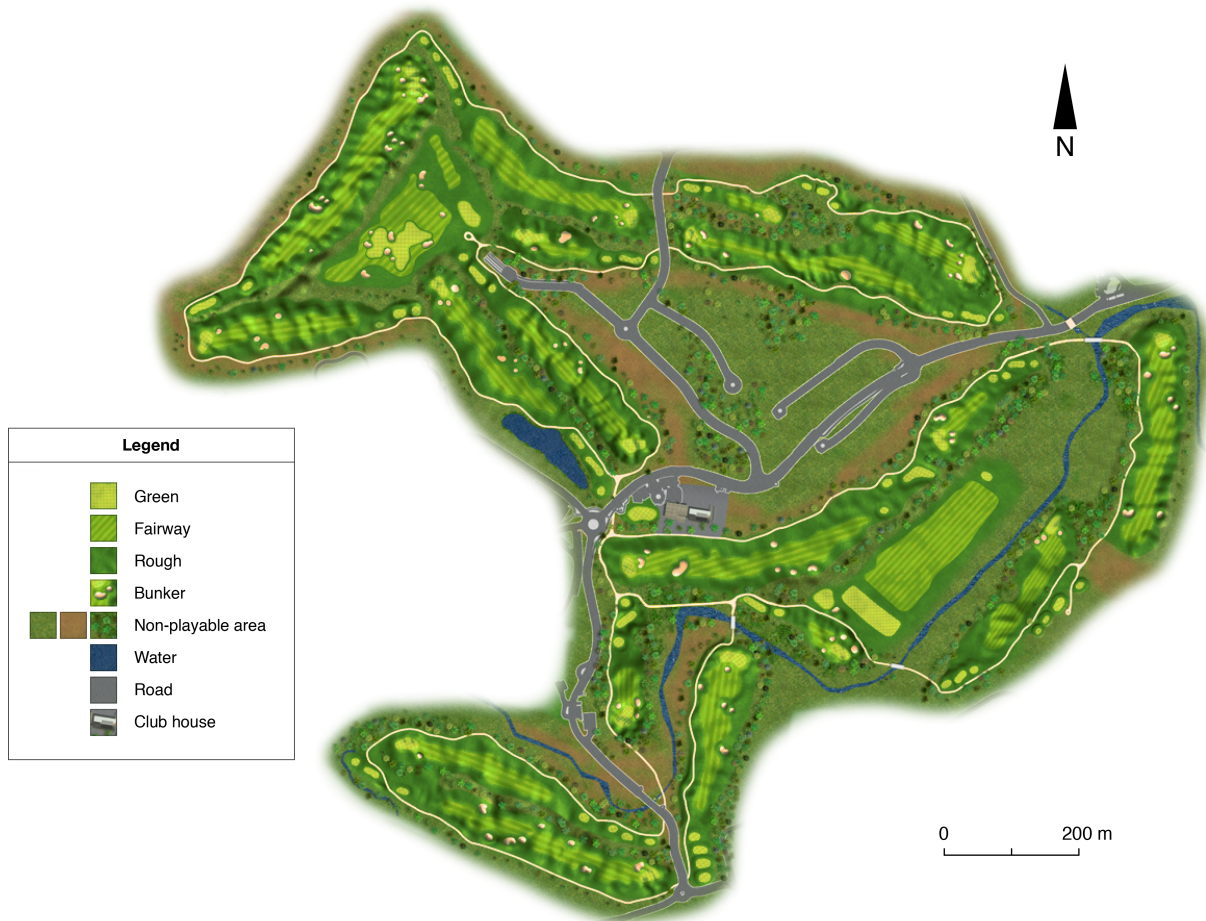 N
Legend
Green
Fairway
Rough
Bunker
Non-playable area
Water
Road
Club house
0 200 m